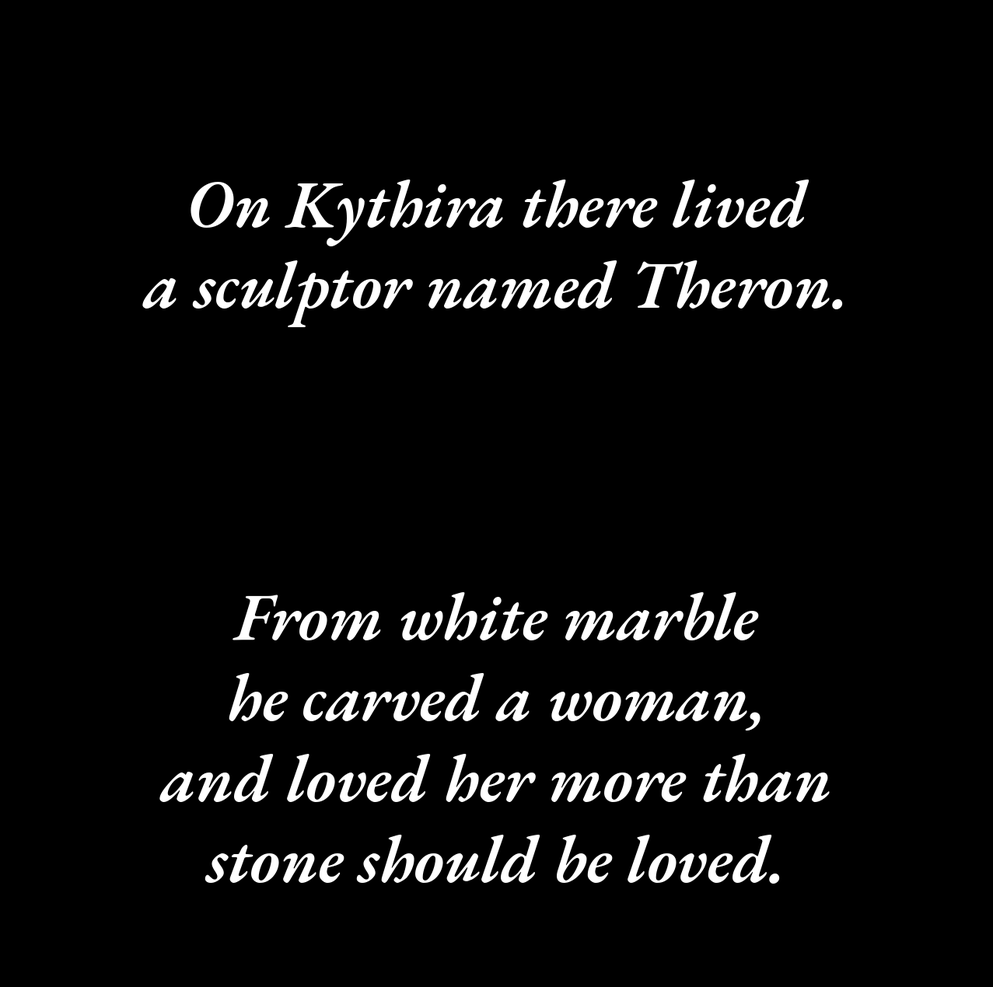 On Kythira there lived
a sculptor named Theron.
From white marble
he carved a woman,
and loved her more than
stone should be loved.